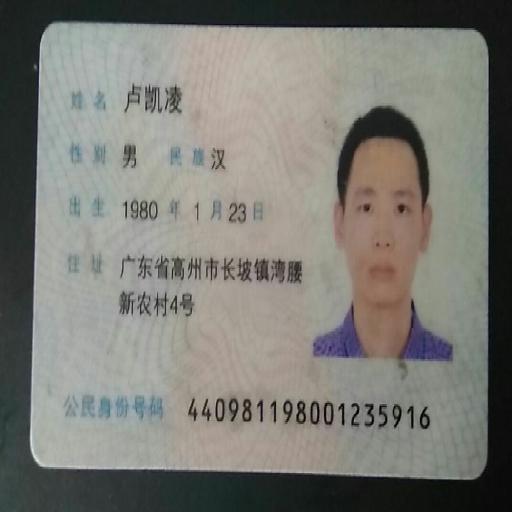 姓名 卢凯凌
性别 男 民族 汉
出生 1980 年 1 月 23 日
住址 广东省高州市长坡镇湾腰
新农村4号
公民身份号码 440981198001235916